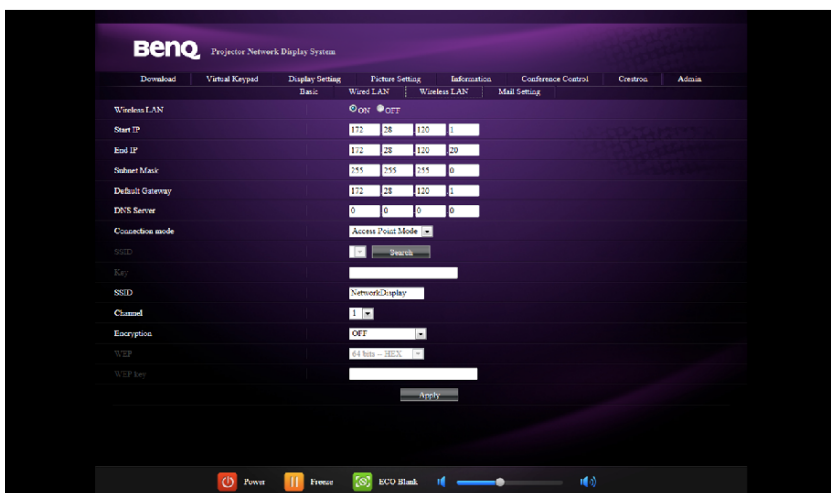 BenQ Projector Network Display System
Download Virtual Keypad Display Setting Picture Setting Information Conference Control Crestron Admin
Basic Wired LAN Wireless LAN Mail Setting
Wireless LAN ON OFF
Start IP 172 28 120 1
End IP 172 28 120 20
Subnet Mask 255 255 255 0
Default Gateway 172 28 120 1
DNS Server 0 0 0 0
Connection mode Access Point Mode
SSID Search
Key
SSID NetworkDisplay
Channel 1
Encryption OFF
WEP 64 bits - HEX
WEP key
Apply
Power Freeze ECO Blank